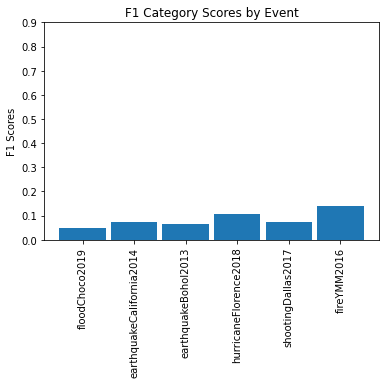 F1 Category Scores by Event
F1 Scores
0.9
0.8
0.7
0.6
0.5
0.4
0.3
0.2
0.1
0.0
floodChoco2019
earthquakeCalifornia2014
earthquakeBohol2013
hurricaneFlorence2018
shootingDallas2017
fireYMM2016